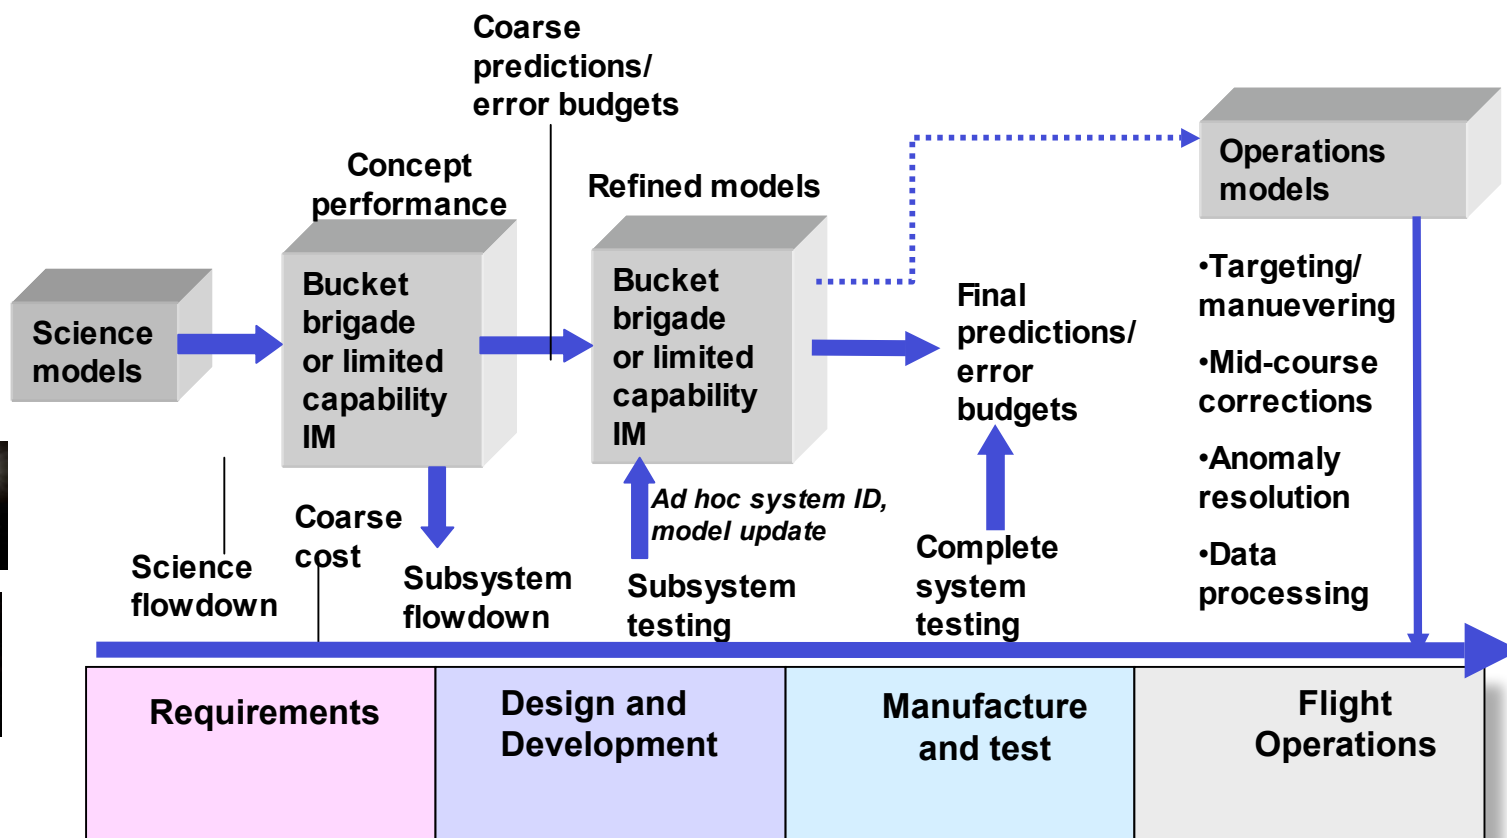 Coarse
predictions/
error budgets
Concept
performance
Refined models
Operations
models
Science
models
Bucket
brigade
or limited
capability
IM
Bucket
brigade
or limited
capability
IM
Final
predictions/
error
budgets
•Targeting/
manuevering
•Mid-course
corrections
•Anomaly
resolution
•Data
processing
Ad hoc system ID,
model update
Coarse
cost
Science
flowdown
Subsystem
flowdown
Subsystem
testing
Complete
system
testing
Requirements
Design and
Development
Manufacture
and test
Flight
Operations